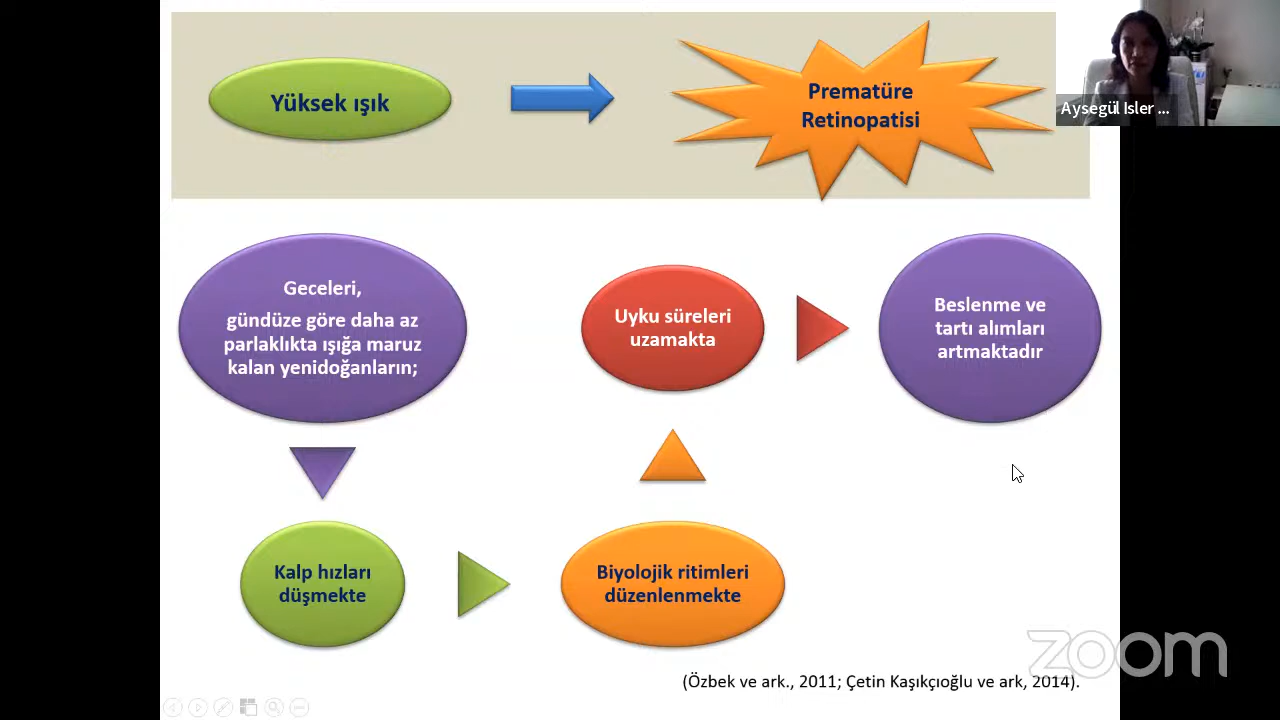 Yüksek ışık
Prematüre
Retinopatisi
Aysegül Isler ...
Geceleri,
gündüze göre daha az
parlaklıkta ışığa maruz
kalan yenidoğanların;
Uyku süreleri
uzamakta
Beslenme ve
tartı alımları
artmaktadır
Kalp hızları
düşmekte
Biyolojik ritimleri
düzenlenmekte
zoom
(Özbek ve ark., 2011; Çetin Kaşıkçıoğlu ve ark, 2014).